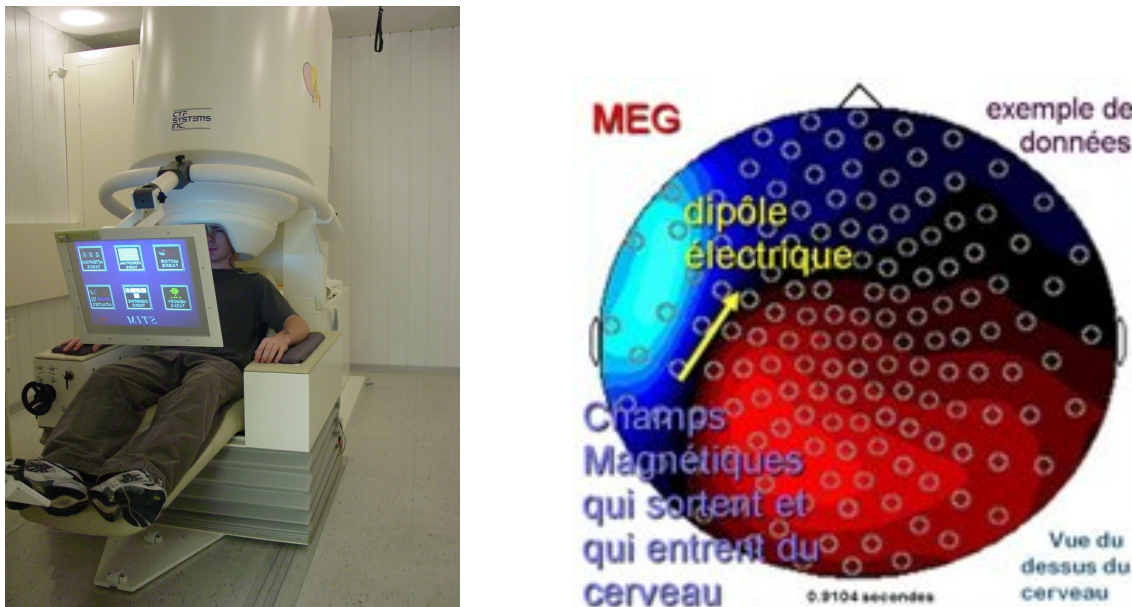 CTF
SYSTEMS
INC.
MEG
exemple de
données
dipôle
électrique
Champs
Magnétiques
qui sortent et
qui entrent du
cerveau
Vue du
dessus du
cerveau
0.9104 secondes